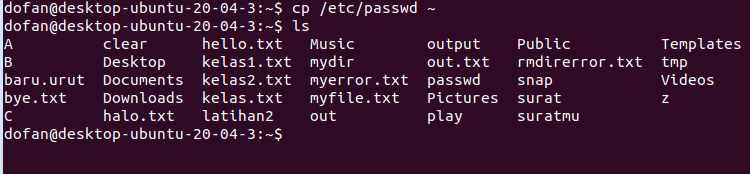 dofan@desktop-ubuntu-20-04-3:~$ cp /etc/passwd ~
dofan@desktop-ubuntu-20-04-3:~$ ls
A clear hello.txt Music output Public Templates
B Desktop kelas1.txt mydir out.txt rmdirerror.txt tmp
baru.urut Documents kelas2.txt myerror.txt passwd snap Videos
bye.txt Downloads kelas.txt myfile.txt Pictures surat z
C halo.txt latihan2 out play suratmu
dofan@desktop-ubuntu-20-04-3:~$